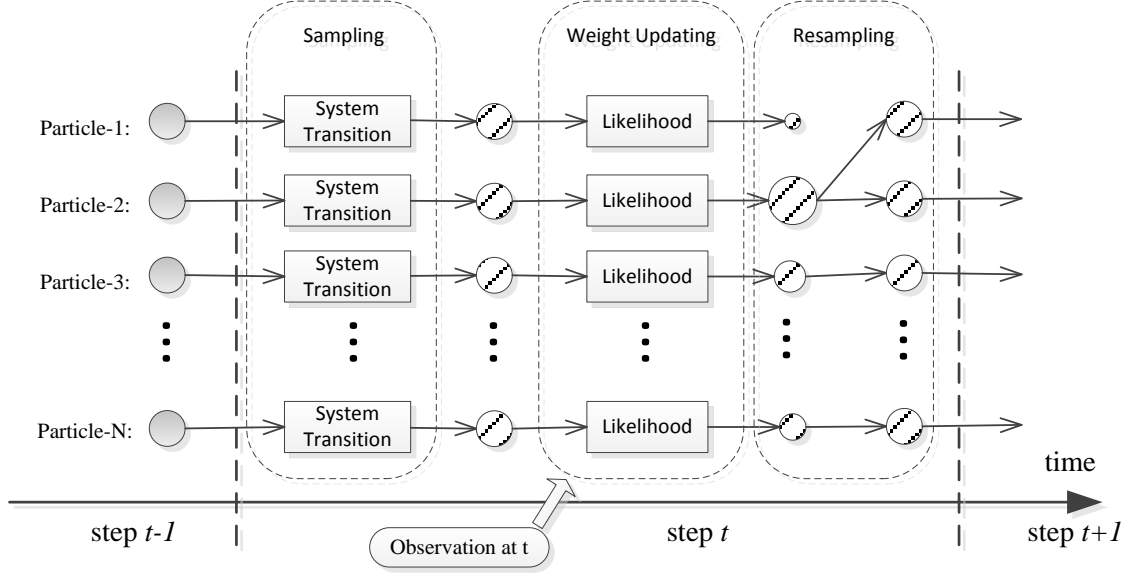 Sampling
Weight Updating
Resampling
Particle-1:
System
Transition
Likelihood
Particle-2:
System
Transition
Likelihood
Particle-3:
System
Transition
Likelihood
Particle-N:
System
Transition
Likelihood
time
step t-1
Observation at t
step t
step t+1